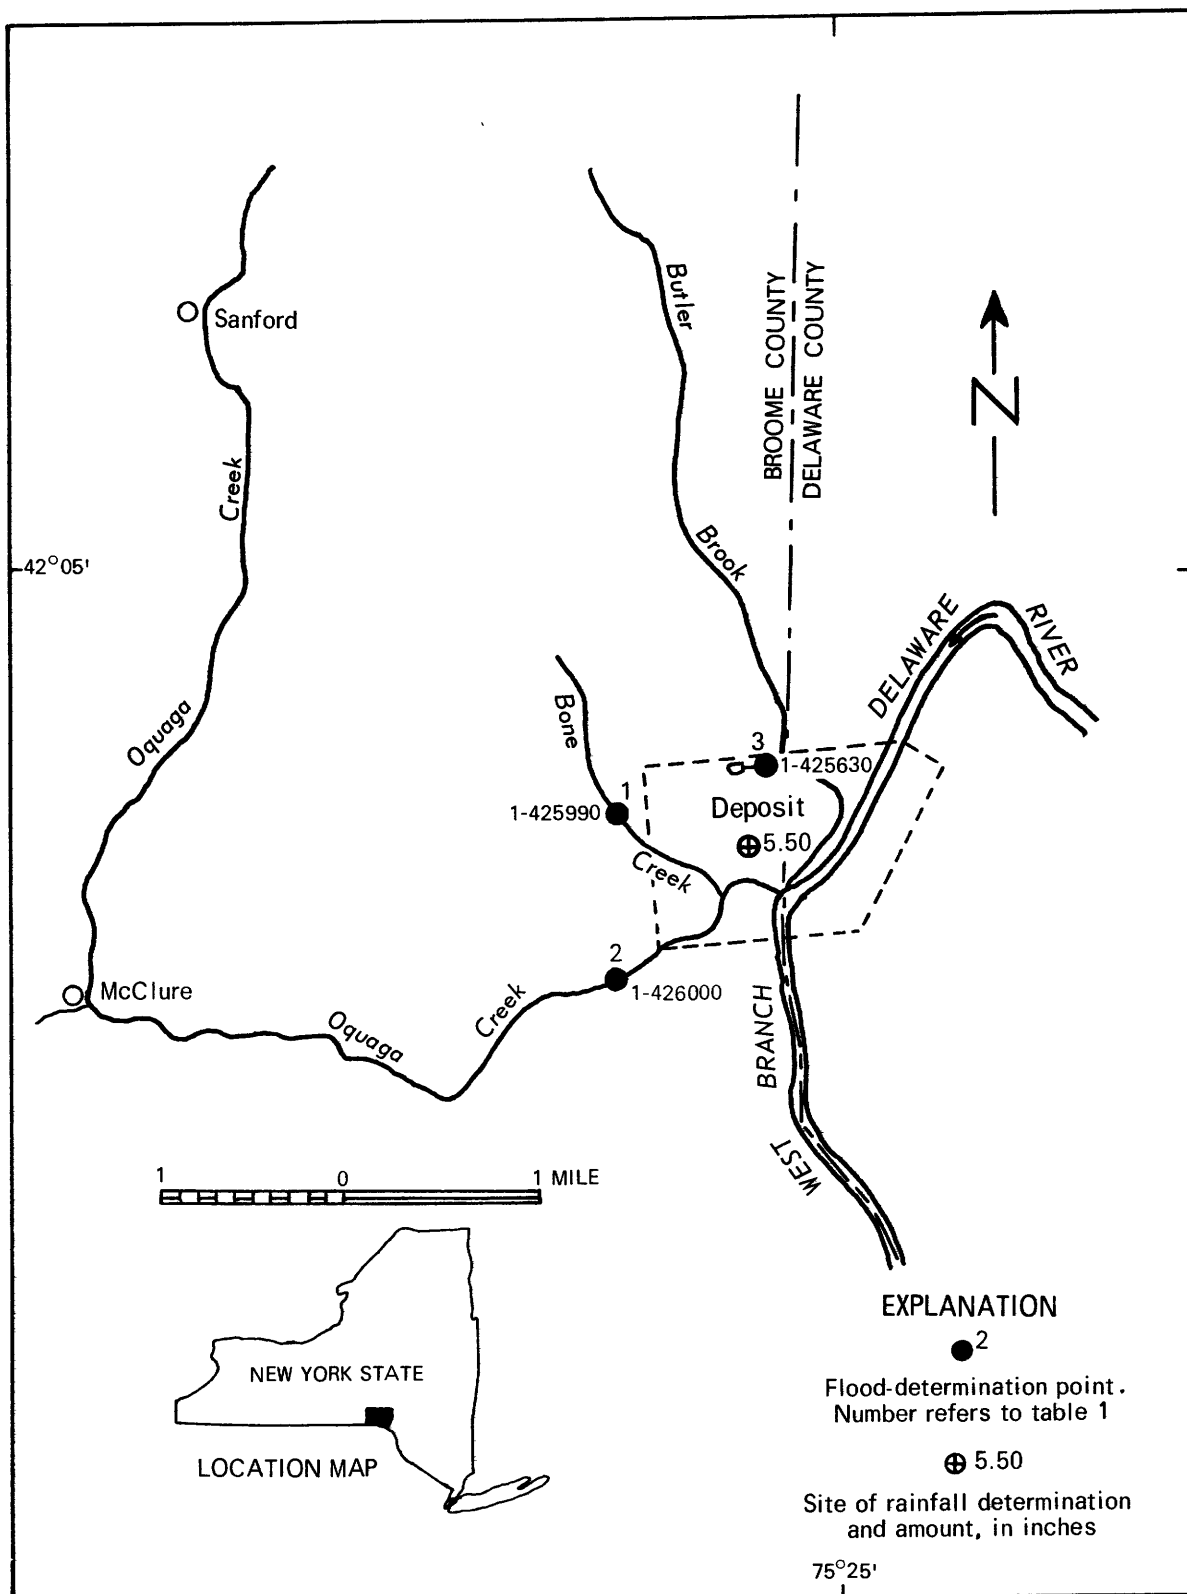 Sanford
Butler
BROOME COUNTY
DELAWARE COUNTY
N
Creek
Brook
42°05'
DELAWARE
RIVER
Oquaga
Bone
3
1-425630
1
1-425990
Deposit
5.50
Creek
2
1-426000
McClure
Oquaga
Creek
BRANCH
WEST
1 0 1 MILE
NEW YORK STATE
LOCATION MAP
EXPLANATION
2
Flood-determination point.
Number refers to table 1
5.50
Site of rainfall determination
and amount, in inches
75°25'